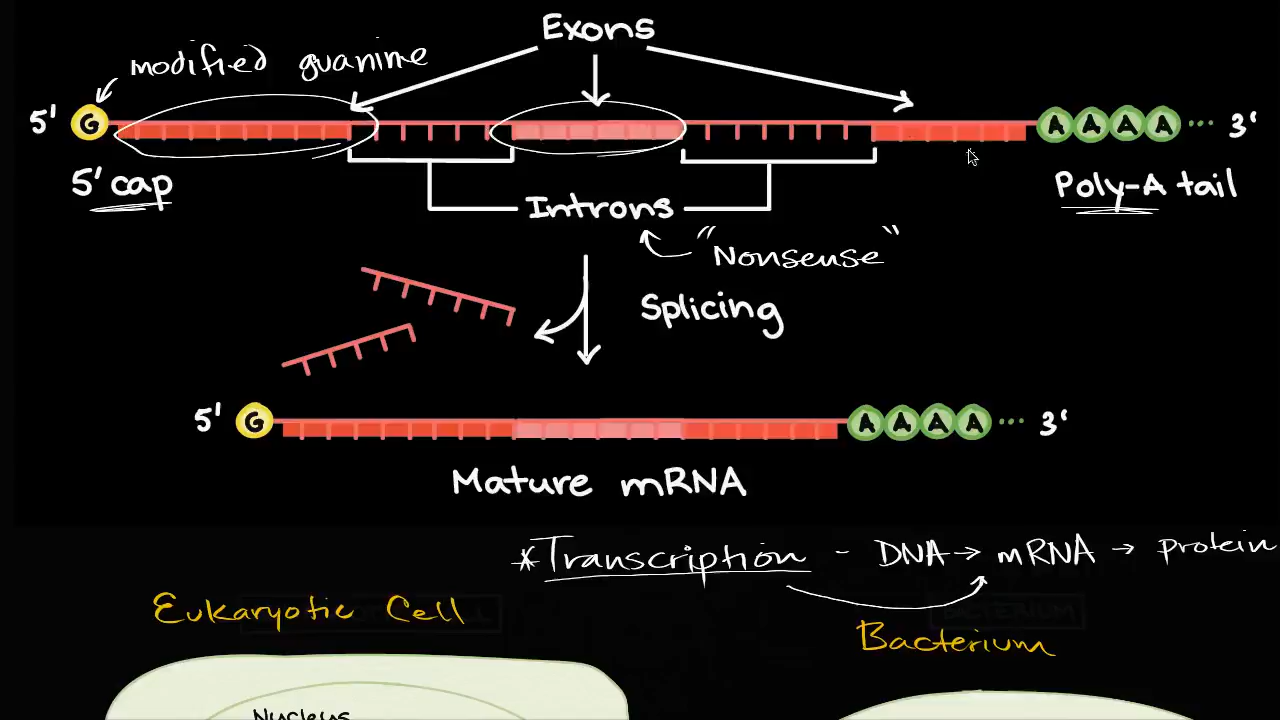 Exons
modified guanine
5' G A A A A ... 3'
5' cap
Poly-A tail
Introns
"Nonsense"
Splicing
5' G A A A A ... 3'
Mature mRNA
*Transcription - DNA → mRNA → protein
Eukaryotic Cell
Bacterium
Nucleus